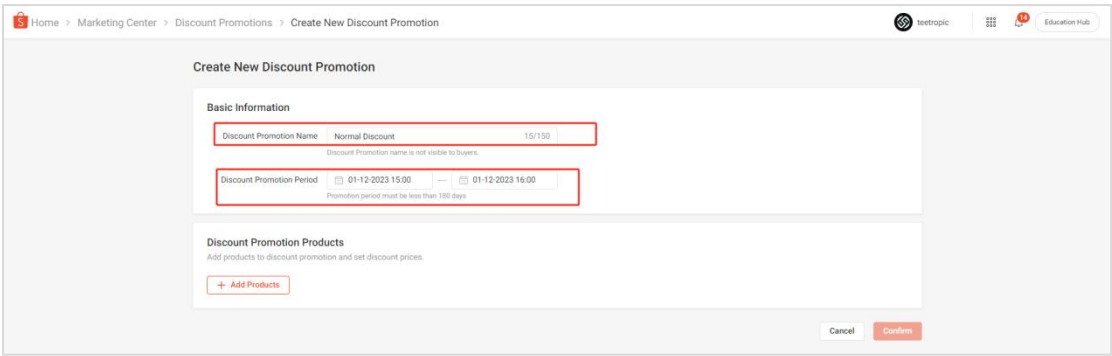 S Home > Marketing Center > Discount Promotions > Create New Discount Promotion teetropic 14 Education Hub
Create New Discount Promotion
Basic Information
Discount Promotion Name Normal Discount 15/150
Discount Promotion name is not visible to buyers.
Discount Promotion Period 01-12-2023 15:00 — 01-12-2023 16:00
Promotion period must be less than 180 days
Discount Promotion Products
Add products to discount promotion and set discount prices.
+ Add Products
Cancel Confirm